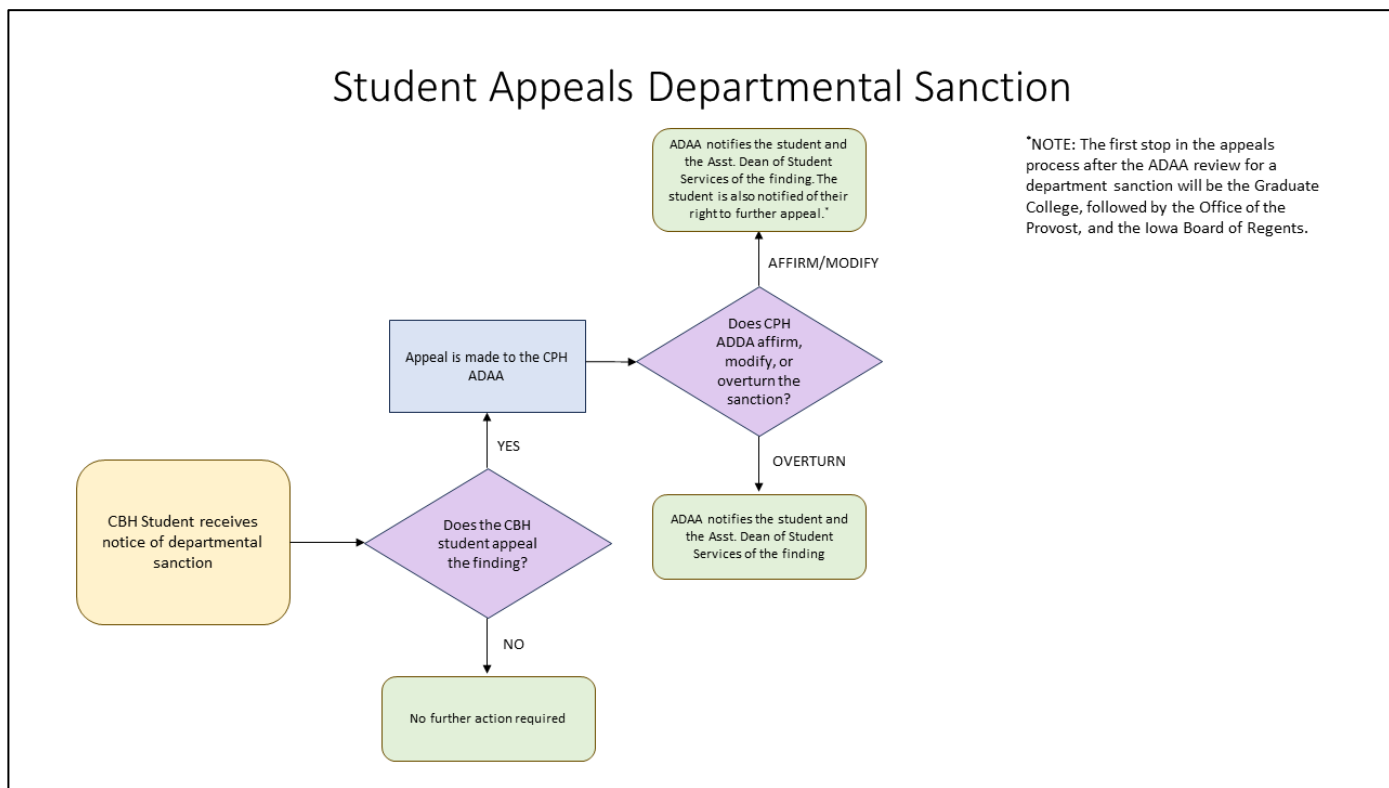 Student Appeals Departmental Sanction
ADAA notifies the student and
the Asst. Dean of Student
Services of the finding. The
student is also notified of their
right to further appeal.*
*NOTE: The first stop in the appeals
process after the ADAA review for a
department sanction will be the Graduate
College, followed by the Office of the
Provost, and the Iowa Board of Regents.
AFFIRM/MODIFY
Appeal is made to the CPH
ADAA
Does CPH
ADDA affirm,
modify, or
overturn the
sanction?
YES
OVERTURN
CBH Student receives
notice of departmental
sanction
Does the CBH
student appeal
the finding?
ADAA notifies the student and
the Asst. Dean of Student
Services of the finding
NO
No further action required